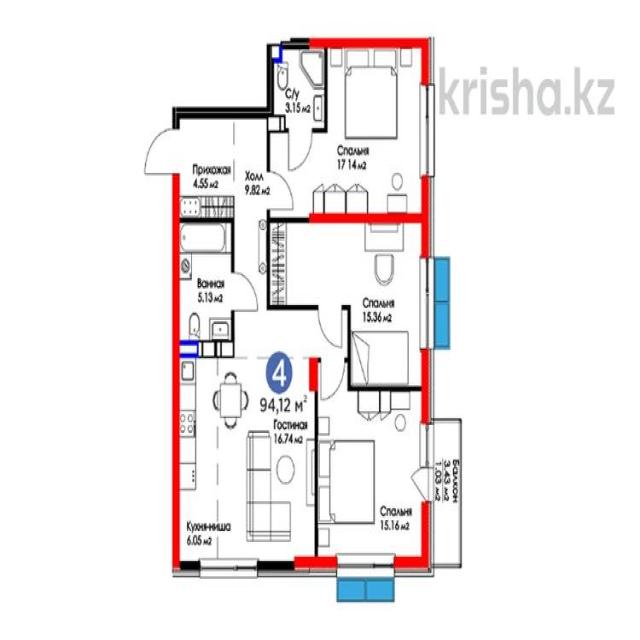 krisha.kz
С/у
3.15 м2
Спальня
17.14 м2
Прихожая
4.55 м2
Холл
9.82 м2
Ванная
5.13 м2
Спальня
15.36 м2
4
94,12 м2
Гостиная
16.74 м2
Балкон
3.43 м2
1.03 м2
Спальня
15.16 м2
Кухня-ниша
6.05 м2